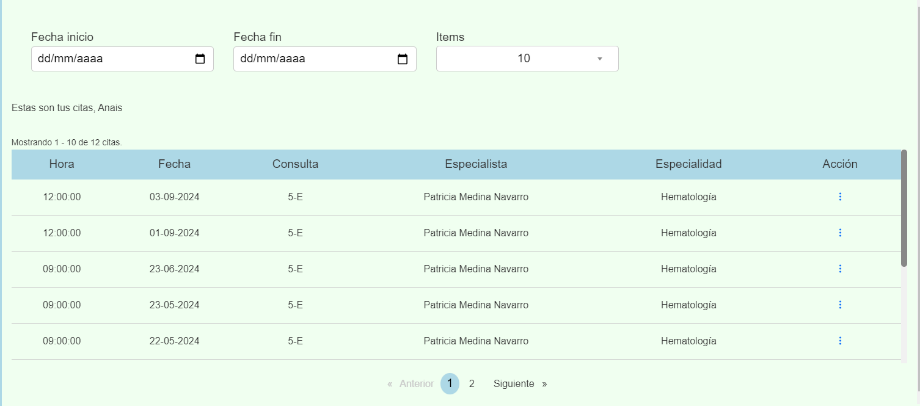 Fecha inicio Fecha fin Items
dd/mm/aaaa dd/mm/aaaa 10
Estas son tus citas, Anais
Mostrando 1 - 10 de 12 citas.
Hora Fecha Consulta Especialista Especialidad Acción
12:00:00 03-09-2024 5-E Patricia Medina Navarro Hematología
12:00:00 01-09-2024 5-E Patricia Medina Navarro Hematología
09:00:00 23-06-2024 5-E Patricia Medina Navarro Hematología
09:00:00 23-05-2024 5-E Patricia Medina Navarro Hematología
09:00:00 22-05-2024 5-E Patricia Medina Navarro Hematología
« Anterior 1 2 Siguiente »